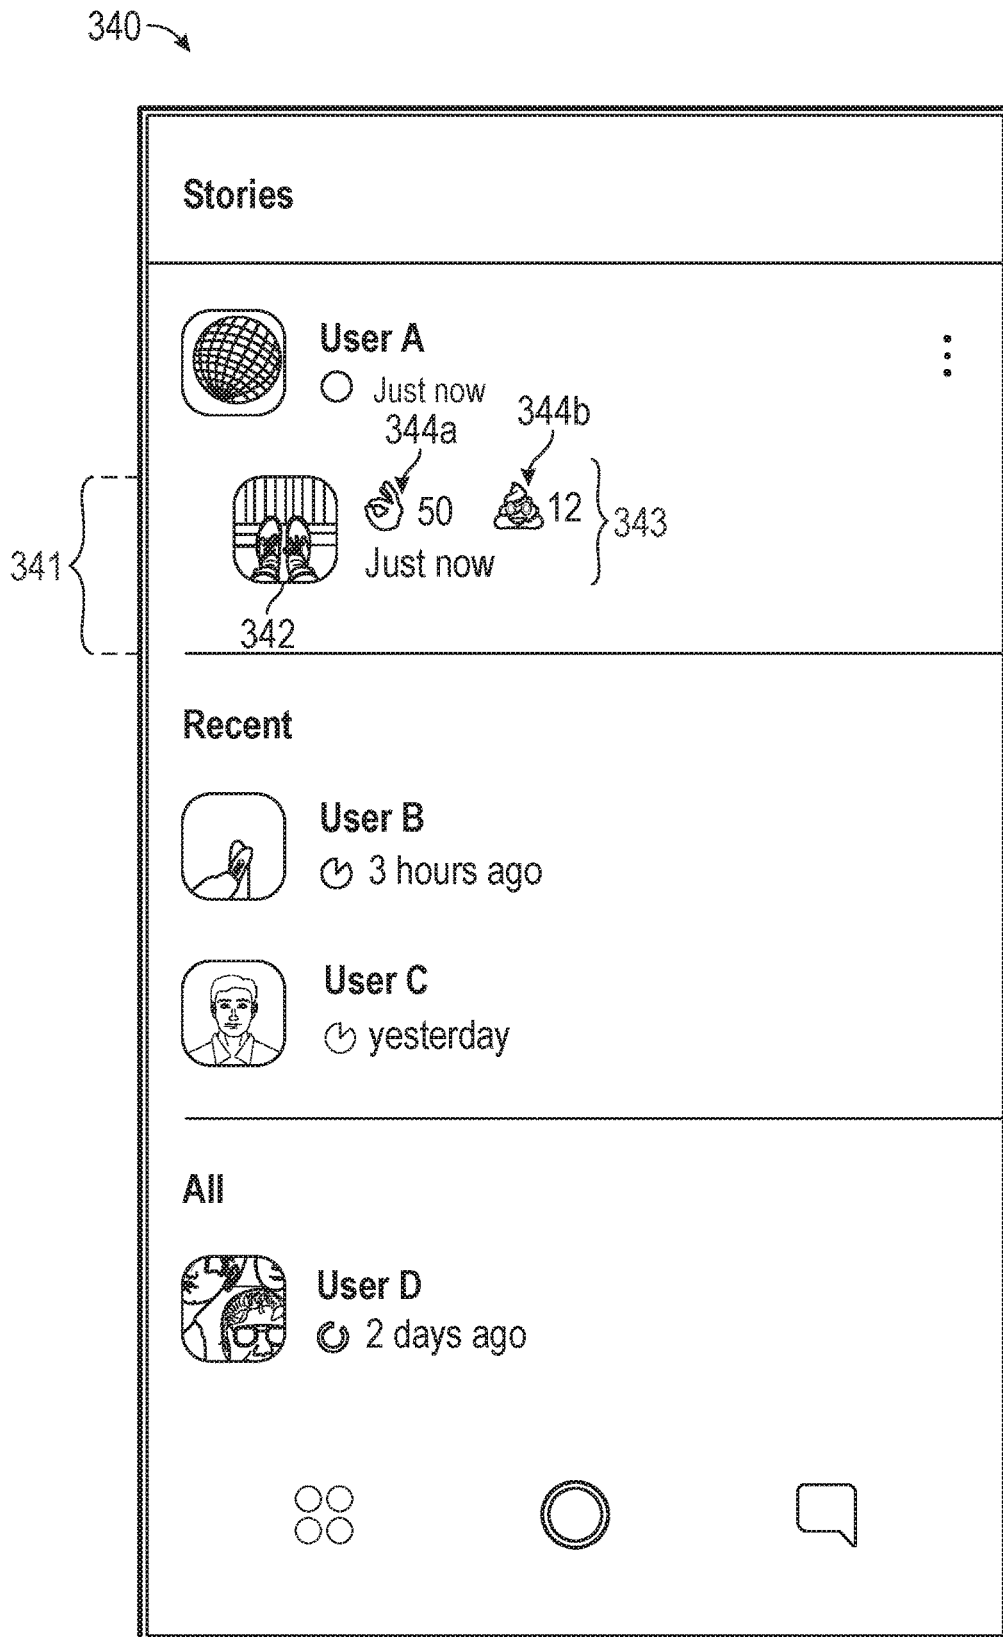 340
Stories
User A
Just now
344a 344b
50 12 343
341
Just now
342
Recent
User B
3 hours ago
User C
yesterday
All
User D
2 days ago